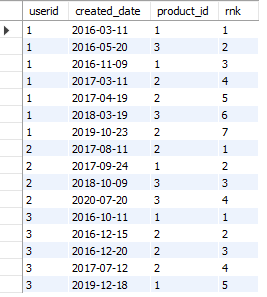 userid created_date product_id rnk
1 2016-03-11 1 1
1 2016-05-20 3 2
1 2016-11-09 1 3
1 2017-03-11 2 4
1 2017-04-19 2 5
1 2018-03-19 3 6
1 2019-10-23 2 7
2 2017-08-11 2 1
2 2017-09-24 1 2
2 2018-10-09 3 3
2 2020-07-20 3 4
3 2016-10-11 1 1
3 2016-12-15 2 2
3 2016-12-20 2 3
3 2017-07-12 2 4
3 2019-12-18 1 5